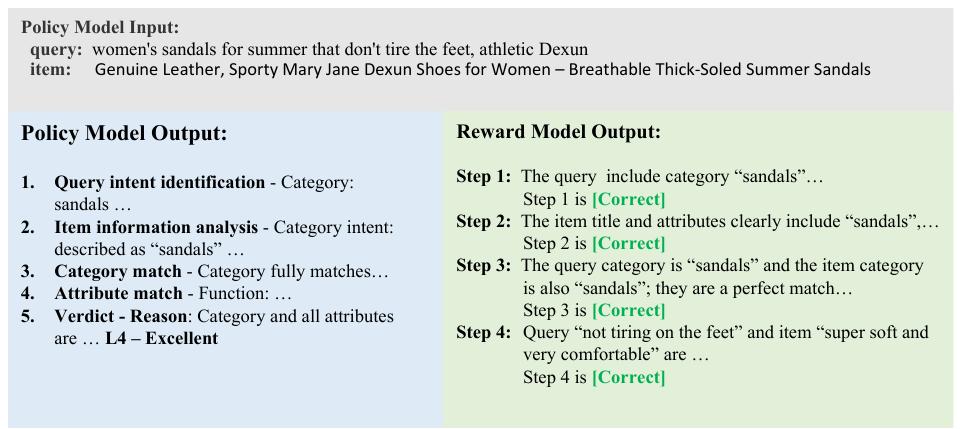 Policy Model Input:
query: women's sandals for summer that don't tire the feet, athletic Dexun
item: Genuine Leather, Sporty Mary Jane Dexun Shoes for Women – Breathable Thick-Soled Summer Sandals
Policy Model Output:
1. Query intent identification - Category:
sandals …
2. Item information analysis - Category intent:
described as “sandals” …
3. Category match - Category fully matches…
4. Attribute match - Function: …
5. Verdict - Reason: Category and all attributes
are … L4 – Excellent
Reward Model Output:
Step 1: The query include category “sandals”…
Step 1 is [Correct]
Step 2: The item title and attributes clearly include “sandals”,…
Step 2 is [Correct]
Step 3: The query category is “sandals” and the item category
is also “sandals”; they are a perfect match…
Step 3 is [Correct]
Step 4: Query “not tiring on the feet” and item “super soft and
very comfortable” are …
Step 4 is [Correct]